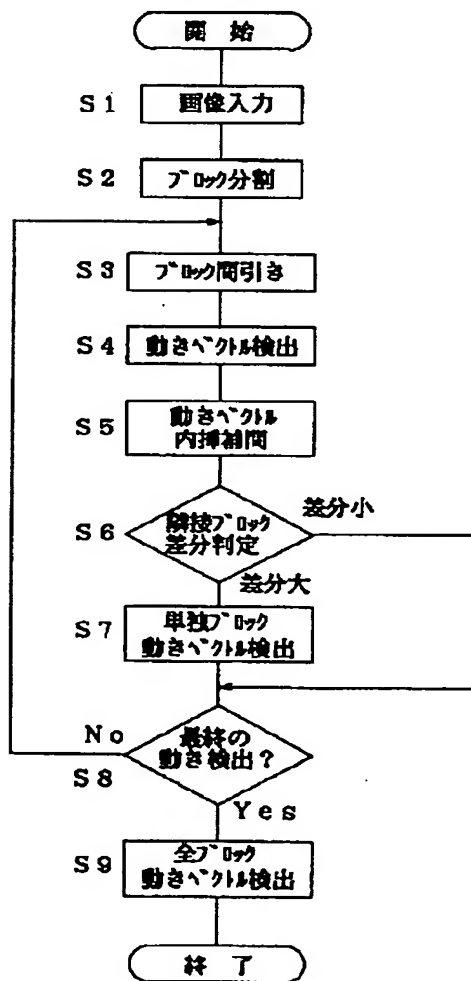 開 始
S1 画像入力
S2 ブロック分割
S3 ブロック間引き
S4 動きベクトル検出
S5 動きベクトル
内挿補間
差分小
S6 隣接ブロック
差分判定
差分大
S7 単独ブロック
動きベクトル検出
No 最終の
動き検出?
S8
Yes
S9 全ブロック
動きベクトル検出
終 了